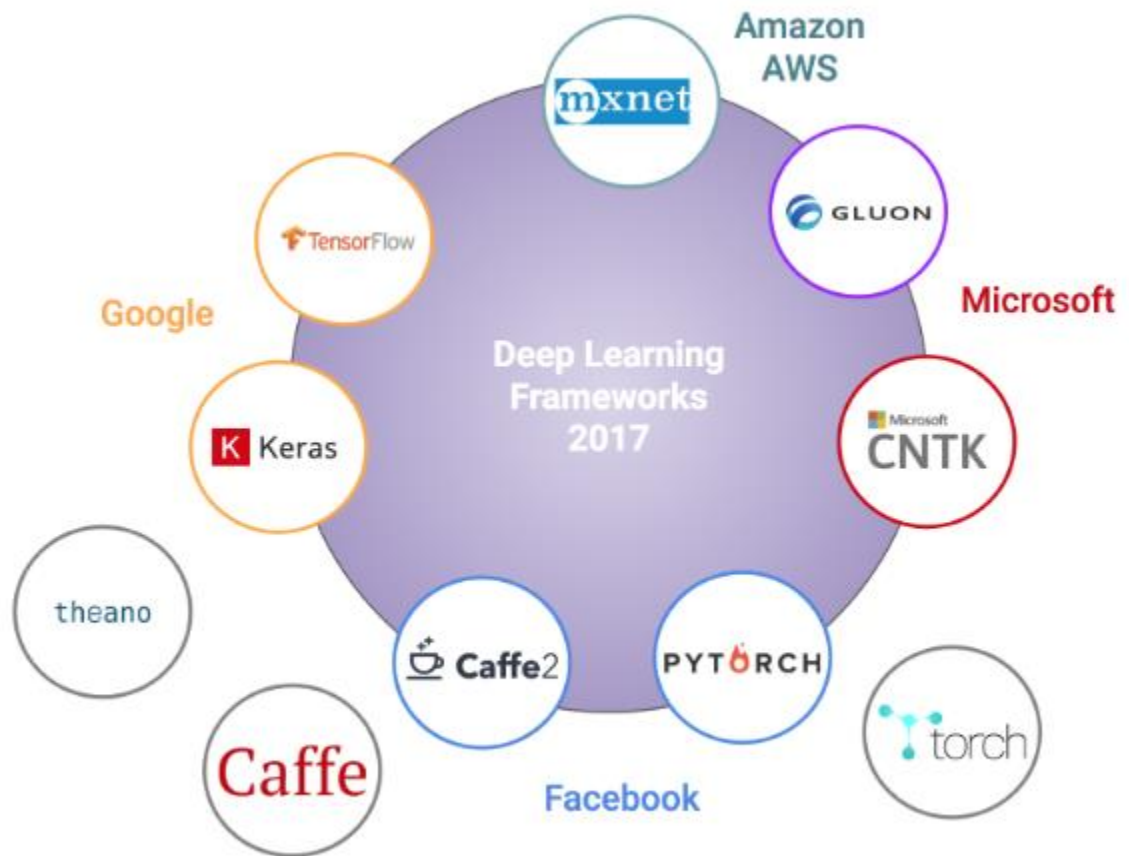 Amazon
AWS
mxnet
GLUON
TensorFlow
Google
Microsoft
Deep Learning
Frameworks
2017
K Keras
Microsoft
CNTK
theano
Caffe2
PYTORCH
Caffe
torch
Facebook